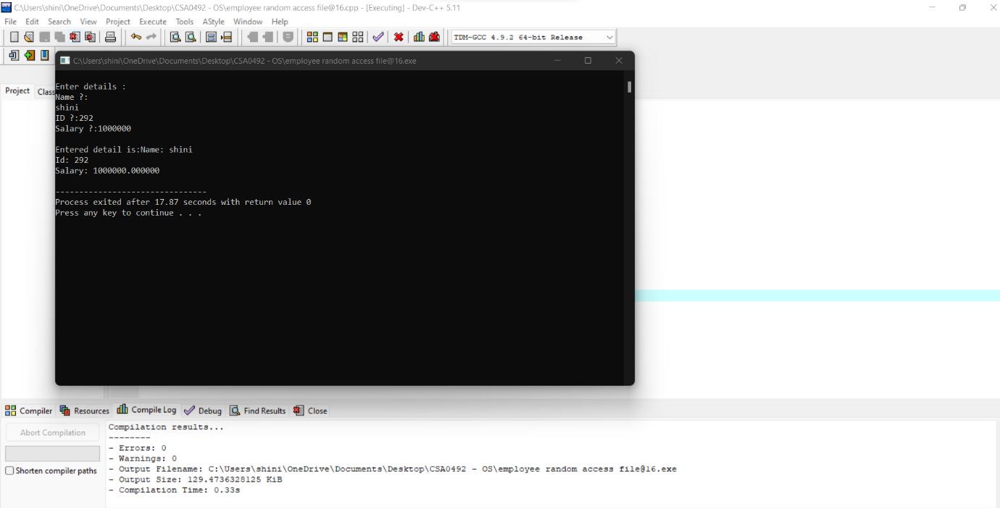 C:\Users\shini\OneDrive\Documents\Desktop\CSA0492 - OS\employee random access file@16.cpp - [Executing] - Dev-C++ 5.11
File Edit Search View Project Execute Tools AStyle Window Help
TDM-GCC 4.9.2 64-bit Release
C:\Users\shini\OneDrive\Documents\Desktop\CSA0492 - OS\employee random access file@16.exe
Project Clas
Enter details :
Name ?:
shini
ID ?:292
Salary ?:1000000
Entered detail is:Name: shini
Id: 292
Salary: 1000000.000000
--------------------------------
Process exited after 17.87 seconds with return value 0
Press any key to continue . . .
Compiler Resources Compile Log Debug Find Results Close
Abort Compilation
Shorten compiler paths
Compilation results...
--------
- Errors: 0
- Warnings: 0
- Output Filename: C:\Users\shini\OneDrive\Documents\Desktop\CSA0492 - OS\employee random access file@16.exe
- Output Size: 129.4736328125 KiB
- Compilation Time: 0.33s